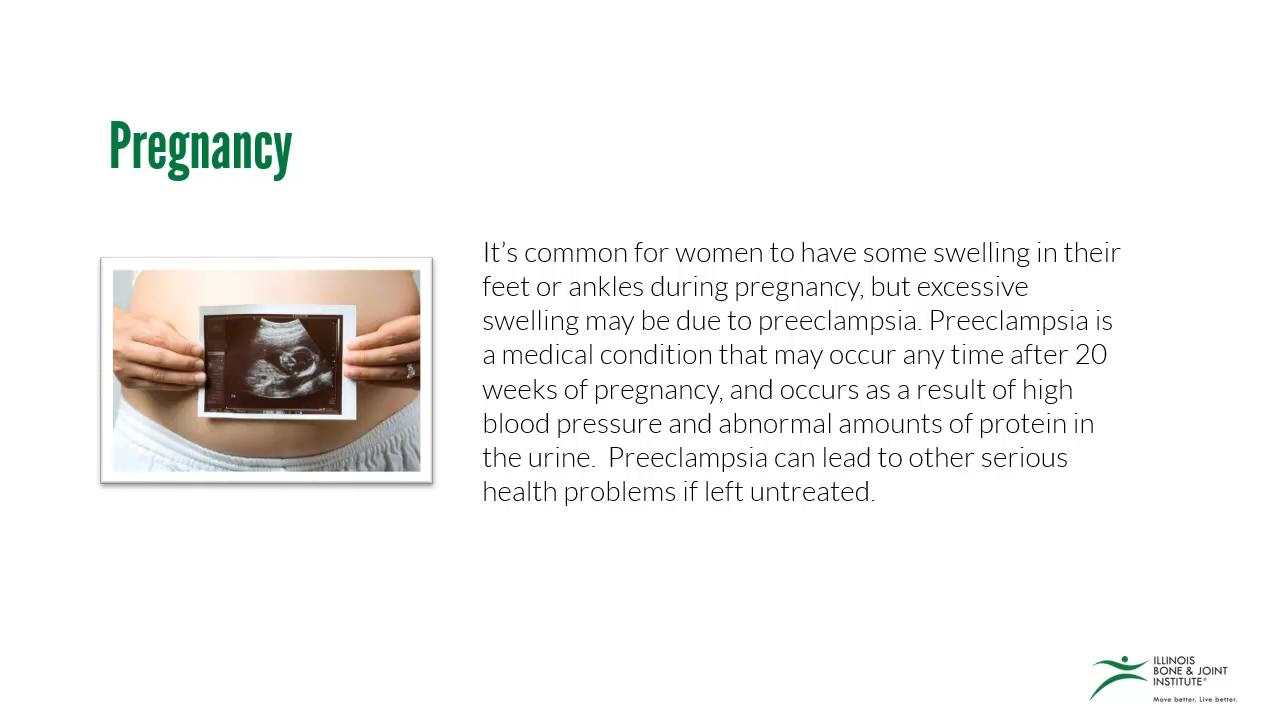 Pregnancy
It’s common for women to have some swelling in their
feet or ankles during pregnancy, but excessive
swelling may be due to preeclampsia. Preeclampsia is
a medical condition that may occur any time after 20
weeks of pregnancy, and occurs as a result of high
blood pressure and abnormal amounts of protein in
the urine.  Preeclampsia can lead to other serious
health problems if left untreated.
ILLINOIS
BONE & JOINT
INSTITUTE®
Move better. Live better.